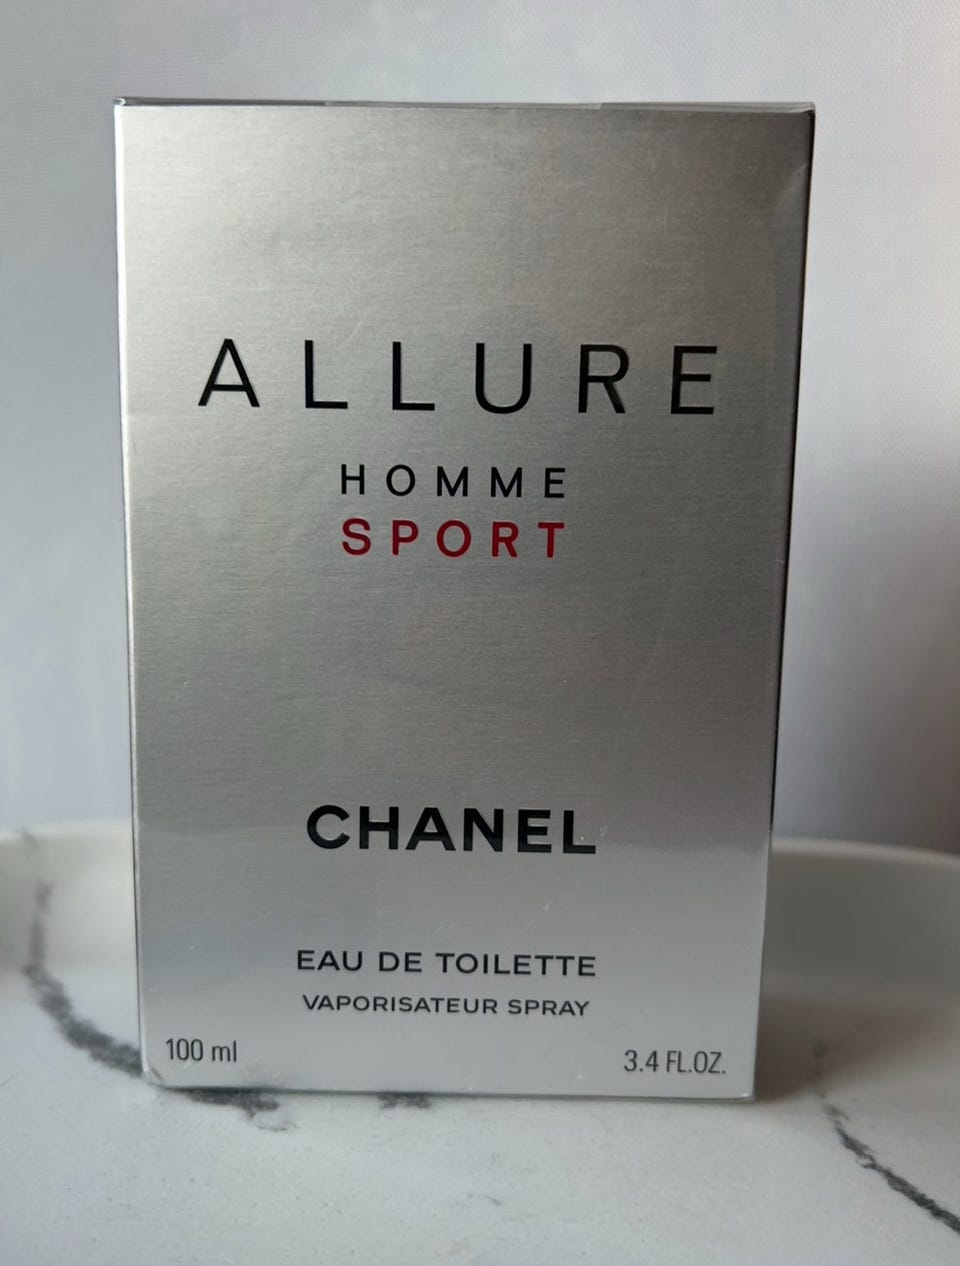 ALLURE
HOMME
SPORT
CHANEL
EAU DE TOILETTE
VAPORISATEUR SPRAY
100 ml
3.4 FL.OZ.